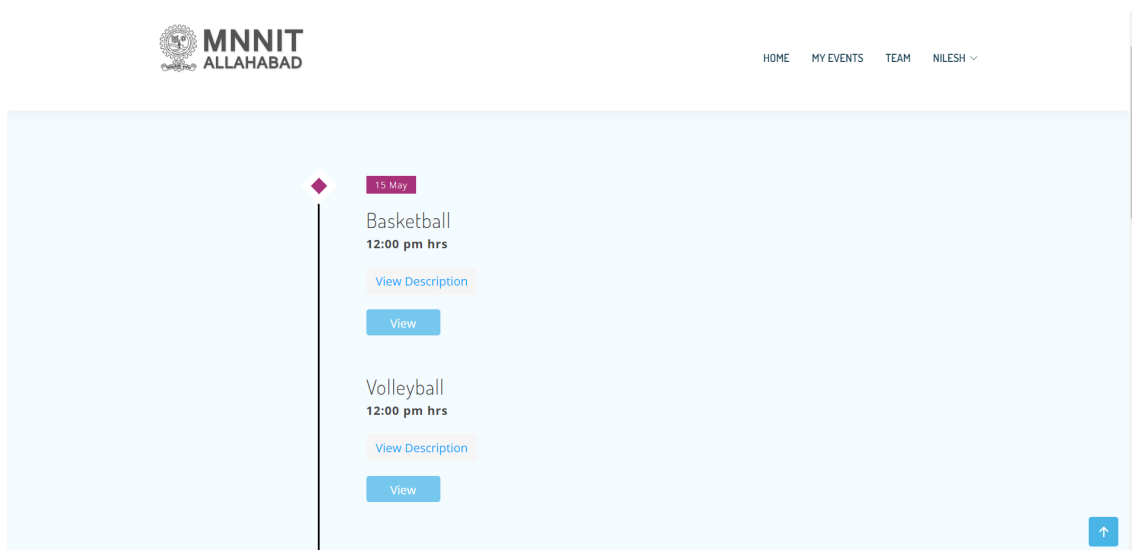 MNNIT
ALLAHABAD
HOME MY EVENTS TEAM NILESH
15 May
Basketball
12:00 pm hrs
View Description
View
Volleyball
12:00 pm hrs
View Description
View